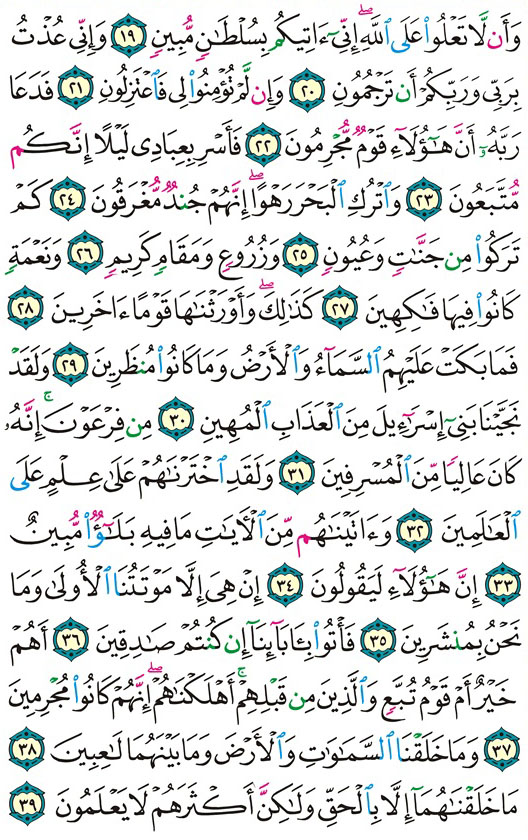 وَأَن لَّا تَعْلُوا۟ عَلَى ٱللَّهِ ۖ إِنِّىٓ ءَاتِيكُم بِسُلْطَـٰنٍ مُّبِينٍ ١٩ وَإِنِّى عُذْتُ
بِرَبِّى وَرَبِّكُمْ أَن تَرْجُمُونِ ٢٠ وَإِن لَّمْ تُؤْمِنُوا۟ لِى فَٱعْتَزِلُونِ ٢١ فَدَعَا
رَبَّهُۥٓ أَنَّ هَـٰٓؤُلَآءِ قَوْمٌ مُّجْرِمُونَ ٢٢ فَأَسْرِ بِعِبَادِى لَيْلًا إِنَّكُم
مُّتَّبَعُونَ ٢٣ وَٱتْرُكِ ٱلْبَحْرَ رَهْوًا ۖ إِنَّهُمْ جُندٌ مُّغْرَقُونَ ٢٤ كَمْ
تَرَكُوا۟ مِن جَنَّـٰتٍ وَعُيُونٍ ٢٥ وَزُرُوعٍ وَمَقَامٍ كَرِيمٍ ٢٦ وَنَعْمَةٍ
كَانُوا۟ فِيهَا فَـٰكِهِينَ ٢٧ كَذَٰلِكَ ۖ وَأَوْرَثْنَـٰهَا قَوْمًا ءَاخَرِينَ ٢٨
فَمَا بَكَتْ عَلَيْهِمُ ٱلسَّمَآءُ وَٱلْأَرْضُ وَمَا كَانُوا۟ مُنظَرِينَ ٢٩ وَلَقَدْ
نَجَّيْنَا بَنِىٓ إِسْرَٰٓءِيلَ مِنَ ٱلْعَذَابِ ٱلْمُهِينِ ٣٠ مِن فِرْعَوْنَ ۚ إِنَّهُۥ
كَانَ عَالِيًا مِّنَ ٱلْمُسْرِفِينَ ٣١ وَلَقَدِ ٱخْتَرْنَـٰهُمْ عَلَىٰ عِلْمٍ عَلَى
ٱلْعَـٰلَمِينَ ٣٢ وَءَاتَيْنَـٰهُم مِّنَ ٱلْـَٔايَـٰتِ مَا فِيهِ بَلَـٰٓؤٌا۟ مُّبِينٌ
٣٣ إِنَّ هَـٰٓؤُلَآءِ لَيَقُولُونَ ٣٤ إِنْ هِىَ إِلَّا مَوْتَتُنَا ٱلْأُولَىٰ وَمَا
نَحْنُ بِمُنشَرِينَ ٣٥ فَأْتُوا۟ بِـَٔابَآئِنَآ إِن كُنتُمْ صَـٰدِقِينَ ٣٦ أَهُمْ
خَيْرٌ أَمْ قَوْمُ تُبَّعٍ وَٱلَّذِينَ مِن قَبْلِهِمْ ۚ أَهْلَكْنَـٰهُمْ ۖ إِنَّهُمْ كَانُوا۟ مُجْرِمِينَ
٣٧ وَمَا خَلَقْنَا ٱلسَّمَـٰوَٰتِ وَٱلْأَرْضَ وَمَا بَيْنَهُمَا لَـٰعِبِينَ ٣٨
مَا خَلَقْنَـٰهُمَآ إِلَّا بِٱلْحَقِّ وَلَـٰكِنَّ أَكْثَرَهُمْ لَا يَعْلَمُونَ ٣٩